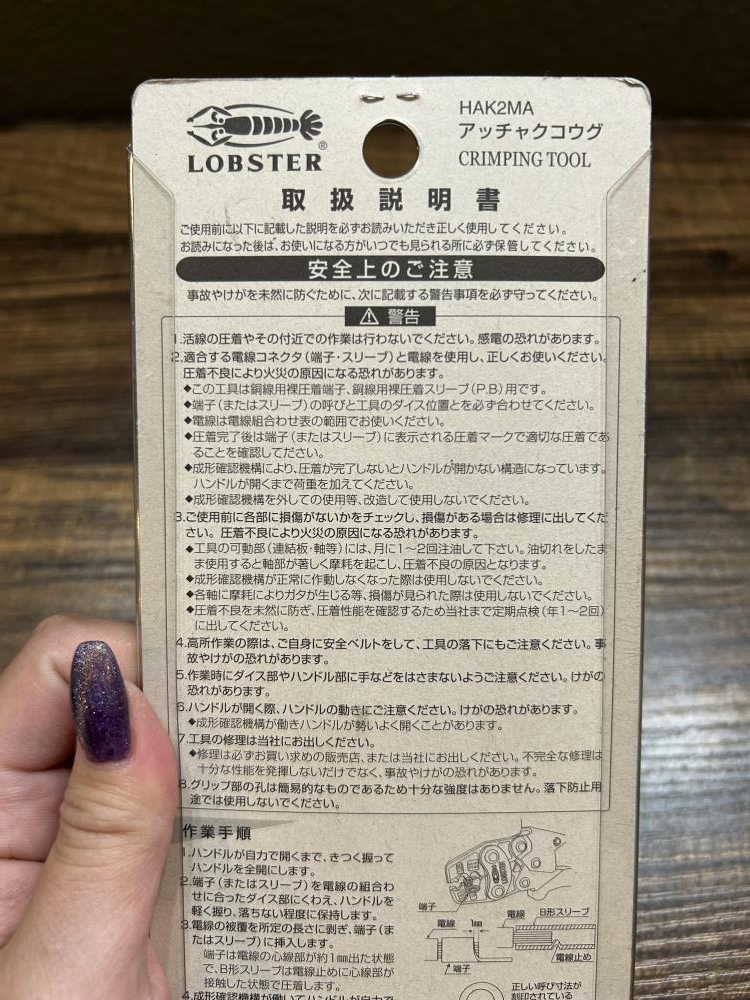 HAK2MA
アッチャクコウグ
CRIMPING TOOL
LOBSTER®
取扱説明書
ご使用前に以下に記載した説明を必ずお読みいただき正しく使用してください。
お読みになった後は、お使いになる方がいつでも見られる所に必ず保管してください。
安全上のご注意
事故やけがを未然に防ぐために、次に記載する警告事項を必ず守ってください。
⚠ 警告
1.活線の圧着やその付近での作業は行わないでください。感電の恐れがあります。
2.適合する電線コネクタ(端子・スリーブ)と電線を使用し、正しくお使いください。
圧着不良により火災の原因になる恐れがあります。
◆この工具は銅線用裸圧着端子、銅線用裸圧着スリーブ(P.B)用です。
◆端子(またはスリーブ)の呼びと工具のダイス位置とを必ず合わせてください。
◆電線は電線組合わせ表の範囲でお使いください。
◆圧着完了後は端子(またはスリーブ)に表示される圧着マークで適切な圧着であ
ることを確認してださい。
◆成形確認機構により、圧着が完了しないとハンドルが開かない構造になっています。
ハンドルが開くまで荷重を加えてください。
◆成形確認機構を外しての使用等、改造して使用しないでください。
3.ご使用前に各部に損傷がないかをチェックし、損傷がある場合は修理に出してくだ
さい。圧着不良により火災の原因になる恐れがあります。
◆工具の可動部(連結板・軸等)には、月に1〜2回注油して下さい。油切れをしたま
ま使用すると軸部が著しく摩耗を起こし、圧着不良の原因となります。
◆成形確認機構が正常に作動しなくなった際は使用しないでください。
◆各軸に摩耗によりガタが生じる等、損傷が見られた際は使用しないでください。
◆圧着不良を未然に防ぎ、圧着性能を確認するため当社まで定期点検(年1〜2回)
に出してください。
4.高所作業の際は、ご自身に安全ベルトをして、工具の落下にもご注意ください。事
故やけがの恐れがあります。
5.作業時にダイス部やハンドル部に手などをはさまないようご注意ください。けがの
恐れがあります。
6.ハンドルが開く際、ハンドルの動きにご注意ください。けがの恐れがあります。
◆成形確認機構が働きハンドルが勢いよく開くことがあります。
7.工具の修理は当社にお出しください。
◆修理は必ずお買い求めの販売店、または当社にお出しください。不完全な修理は
十分な性能を発揮しないだけでなく、事故やけがの恐れがあります。
8.グリップ部の孔は簡易的なものであるため十分な強度はありません。落下防止用
途では使用しないでください。
作業手順
1.ハンドルが自力で開くまで、きつく握って
ハンドルを全開にします。
2.端子(またはスリーブ)を電線の組合わ
せに合ったダイス部にくわえ、ハンドルを
軽く握り、落ちない程度に保持します。
3.電線の被覆を所定の長さに剥ぎ、端子(ま
たはスリーブ)に挿入します。
端子は電線の心線部が約1mm出た状態
で、B形スリーブは電線止めに心線部が
接触した状態で圧着します。
4.成形確認機構が働いてハンドルが自力で
端子
電線
1mm
端子
電線
B形スリーブ
電線止め
正しい呼び寸法が
刻印されている